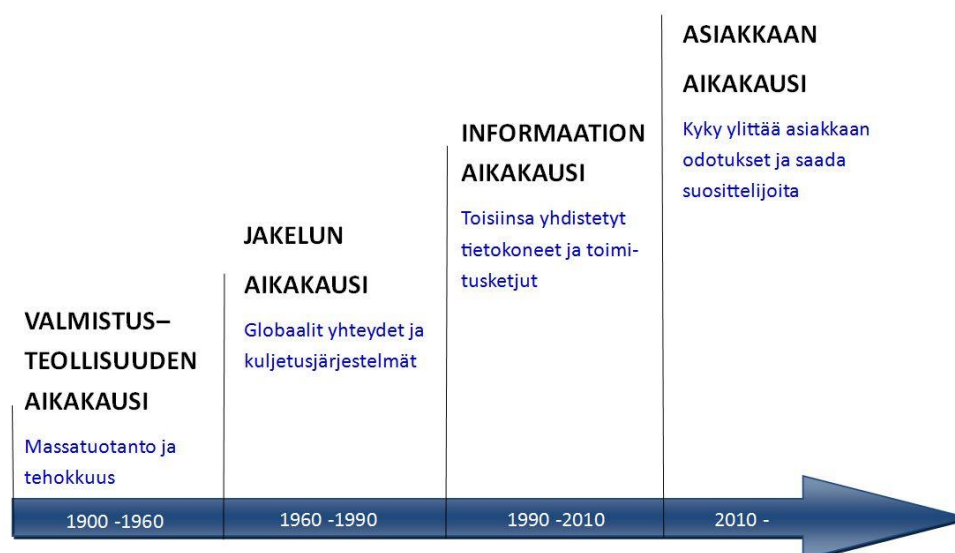 VALMISTUS–
TEOLLISUUDEN
AIKAKAUSI
Massatuotanto ja
tehokkuus
JAKELUN
AIKAKAUSI
Globaalit yhteydet ja
kuljetusjärjestelmät
INFORMAATION
AIKAKAUSI
Toisiinsa yhdistetyt
tietokoneet ja toimi-
tusketjut
ASIAKKAAN
AIKAKAUSI
Kyky ylittää asiakkaan
odotukset ja saada
suosittelijoita
1900 -1960
1960 -1990
1990 -2010
2010 -